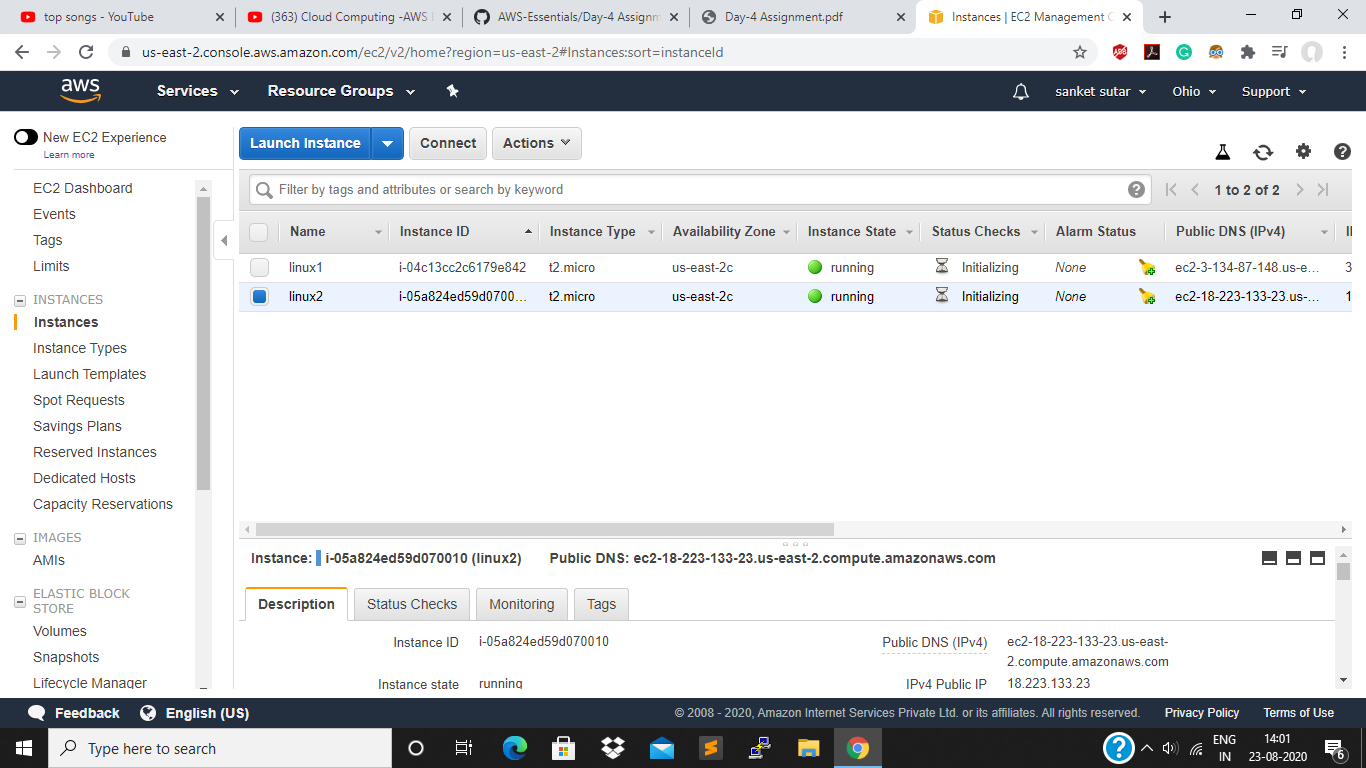 top songs - YouTube
(363) Cloud Computing -AWS
AWS-Essentials/Day-4 Assignm
Day-4 Assignment.pdf
Instances | EC2 Management C
us-east-2.console.aws.amazon.com/ec2/v2/home?region=us-east-2#Instances:sort=instanceId
aws
Services
Resource Groups
sanket sutar
Ohio
Support
New EC2 Experience
Learn more
EC2 Dashboard
Events
Tags
Limits
INSTANCES
Instances
Instance Types
Launch Templates
Spot Requests
Savings Plans
Reserved Instances
Dedicated Hosts
Capacity Reservations
IMAGES
AMIs
ELASTIC BLOCK
STORE
Volumes
Snapshots
Lifecycle Manager
Launch Instance
Connect
Actions
Filter by tags and attributes or search by keyword
1 to 2 of 2
Name Instance ID Instance Type Availability Zone Instance State Status Checks Alarm Status Public DNS (IPv4)
linux1 i-04c13cc2c6179e842 t2.micro us-east-2c running Initializing None ec2-3-134-87-148.us-e... 3
linux2 i-05a824ed59d0700... t2.micro us-east-2c running Initializing None ec2-18-223-133-23.us-... 1
Instance: i-05a824ed59d070010 (linux2) Public DNS: ec2-18-223-133-23.us-east-2.compute.amazonaws.com
Description
Status Checks
Monitoring
Tags
Instance ID i-05a824ed59d070010
Instance state running
Public DNS (IPv4) ec2-18-223-133-23.us-east-
2.compute.amazonaws.com
IPv4 Public IP 18.223.133.23
Feedback
English (US)
© 2008 - 2020, Amazon Internet Services Private Ltd. or its affiliates. All rights reserved.
Privacy Policy
Terms of Use
Type here to search
ENG
IN
14:01
23-08-2020
6